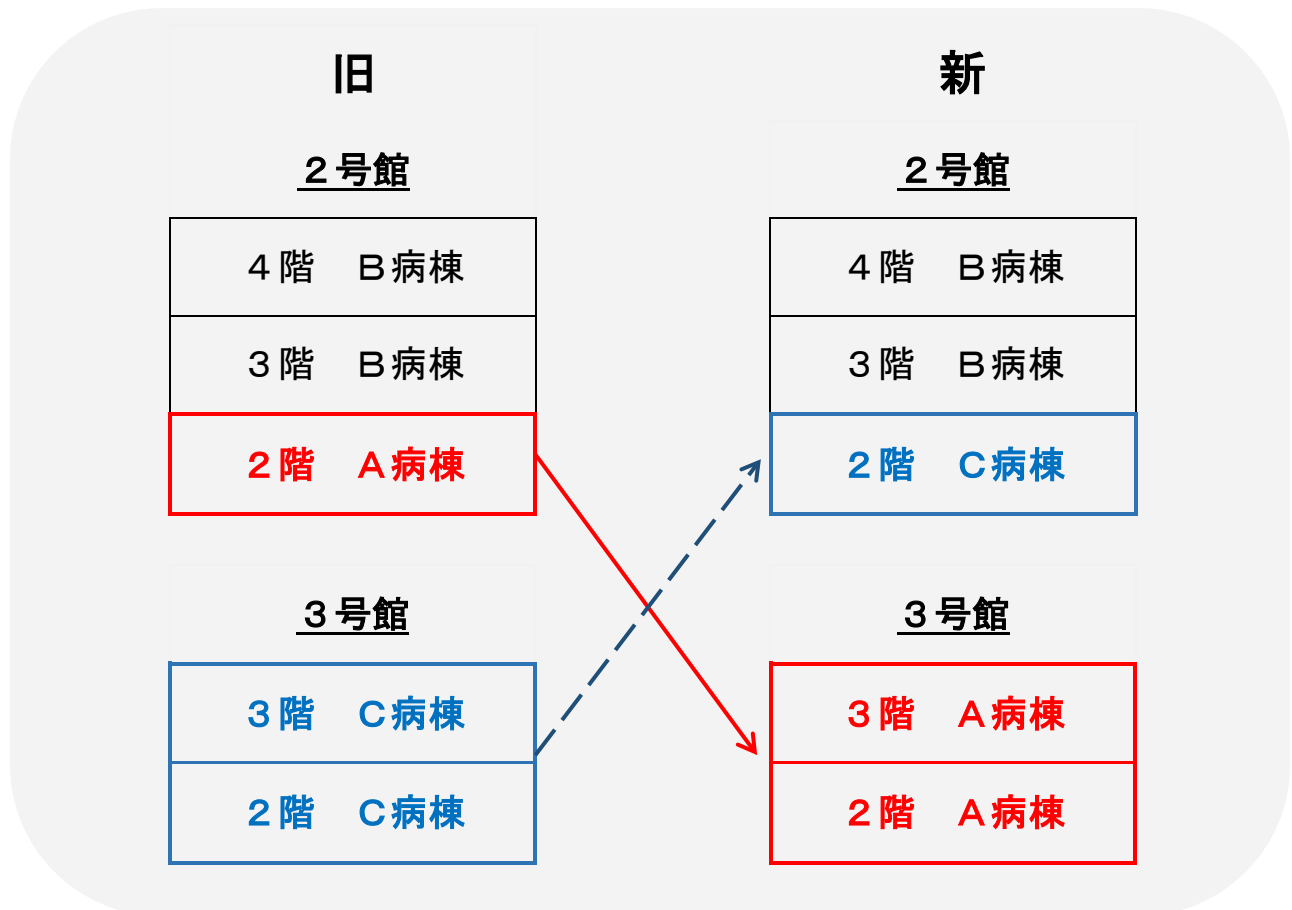 旧
２号館
４階　Ｂ病棟
３階　Ｂ病棟
２階　Ａ病棟
３号館
３階　Ｃ病棟
２階　Ｃ病棟
新
２号館
４階　Ｂ病棟
３階　Ｂ病棟
２階　Ｃ病棟
３号館
３階　Ａ病棟
２階　Ａ病棟